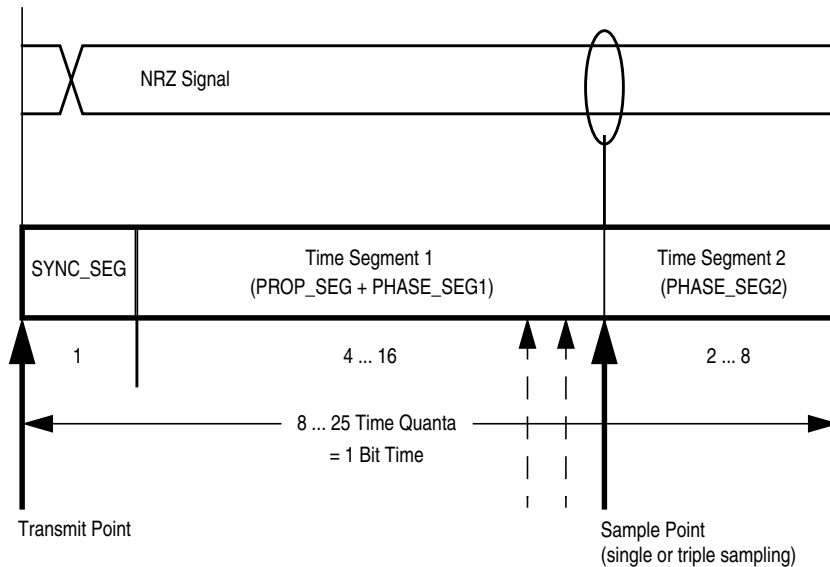 NRZ Signal
SYNC_SEG
Time Segment 1
(PROP_SEG + PHASE_SEG1)
Time Segment 2
(PHASE_SEG2)
1
4 ... 16
2 ... 8
8 ... 25 Time Quanta
= 1 Bit Time
Transmit Point
Sample Point
(single or triple sampling)